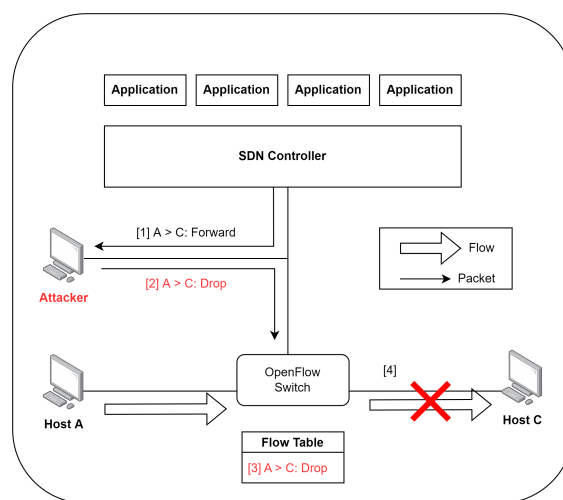 Application Application Application Application
SDN Controller
[1] A > C: Forward
Flow
Attacker
[2] A > C: Drop
Packet
OpenFlow
Switch
[4]
Host A
Host C
Flow Table
[3] A > C: Drop